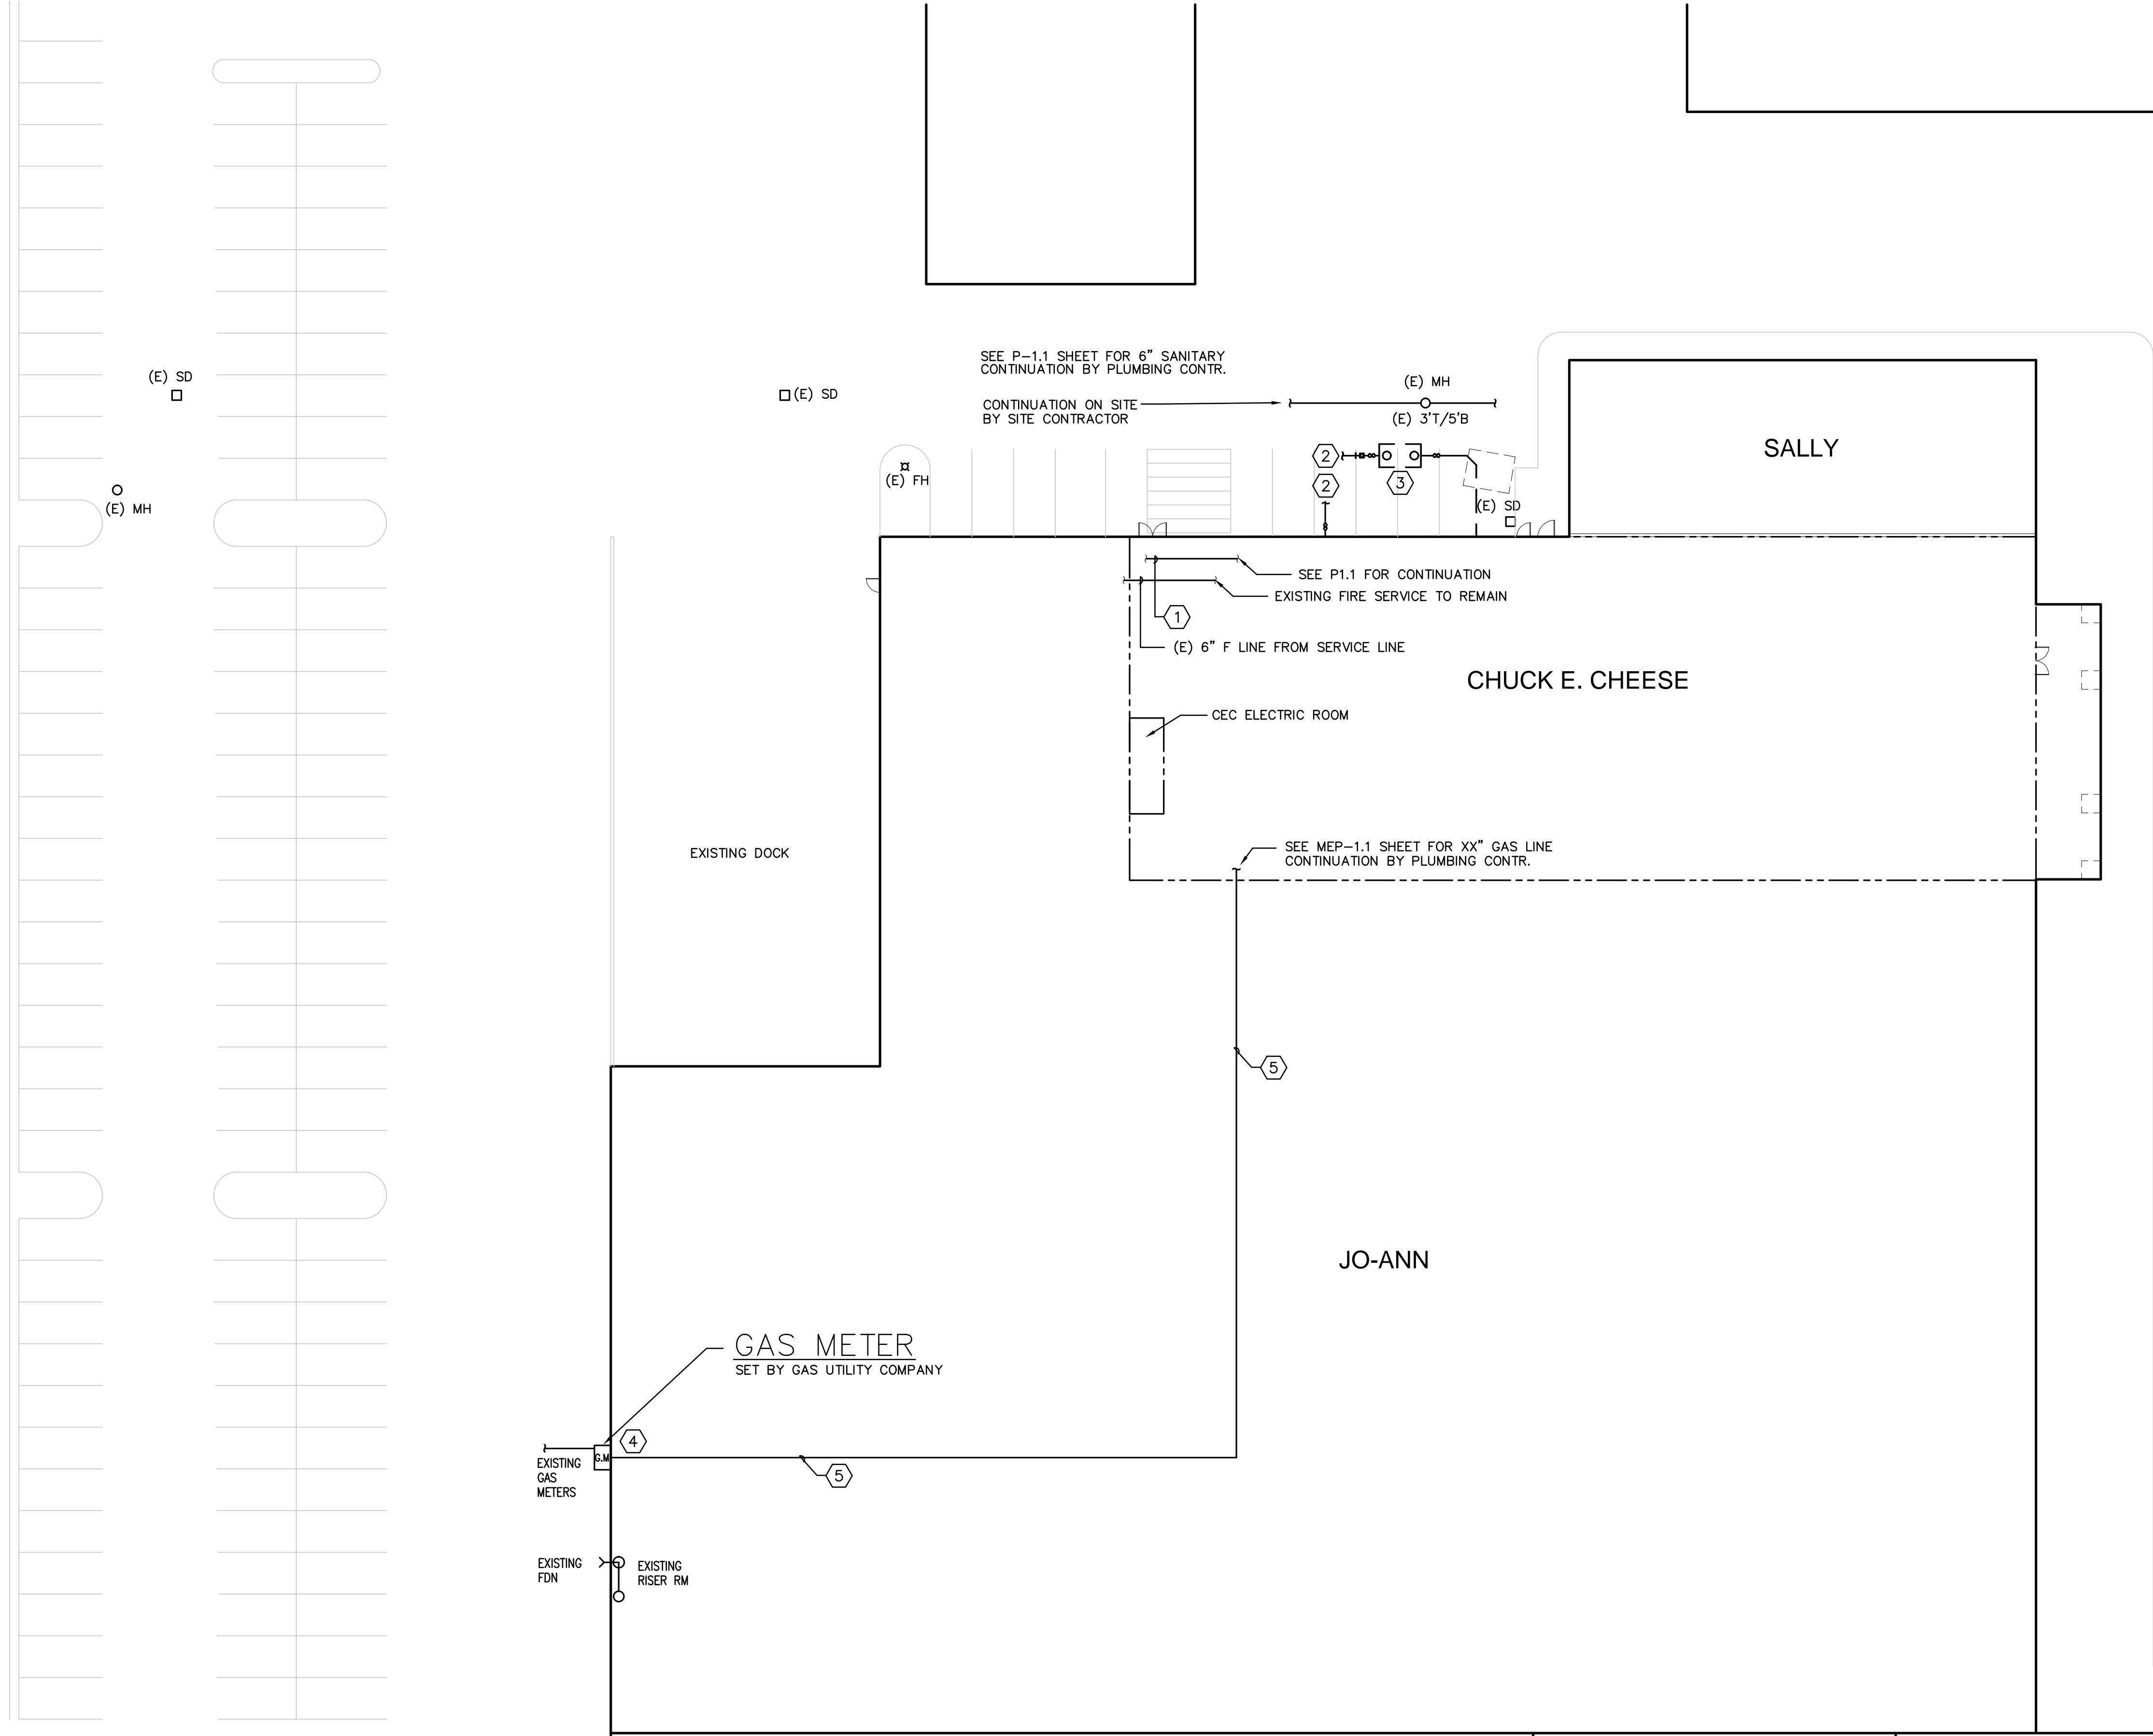 SEE P-1.1 SHEET FOR 6" SANITARY
CONTINUATION BY PLUMBING CONTR.
(E) SD
(E) SD
CONTINUATION ON SITE
BY SITE CONTRACTOR
(E) MH
(E) 3'T/5'B
SALLY
2
3
(E) FH
2
(E) MH
(E) SD
SEE P1.1 FOR CONTINUATION
EXISTING FIRE SERVICE TO REMAIN
1
(E) 6" F LINE FROM SERVICE LINE
CHUCK E. CHEESE
CEC ELECTRIC ROOM
EXISTING DOCK
SEE MEP-1.1 SHEET FOR XX" GAS LINE
CONTINUATION BY PLUMBING CONTR.
5
JO-ANN
GAS METER
SET BY GAS UTILITY COMPANY
4
G.M
EXISTING
GAS
METERS
5
EXISTING
FDN
EXISTING
RISER RM